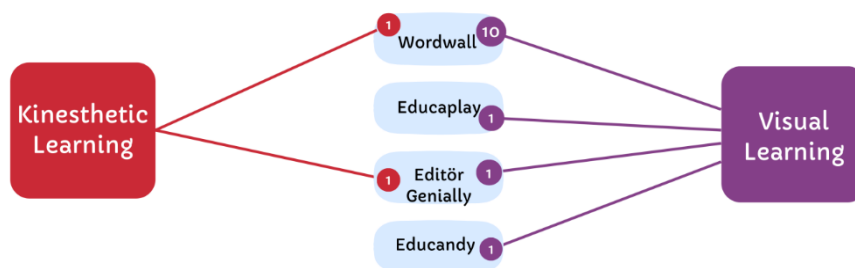 Kinesthetic
Learning
1
Wordwall
10
Educaplay
1
1
Editör
Genially
1
Educandy
1
Visual
Learning